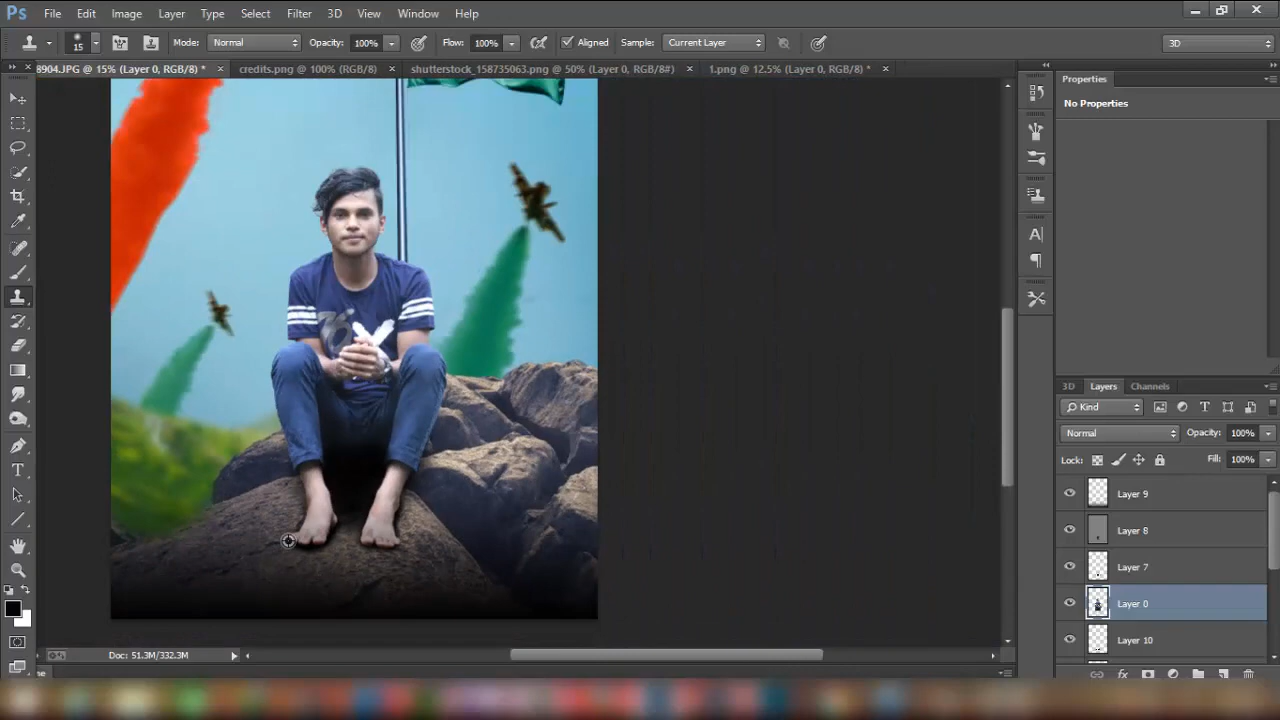 Ps File Edit Image Layer Type Select Filter 3D View Window Help
15 Mode: Normal Opacity: 100% Flow: 100% Aligned Sample: Current Layer 3D
8904.JPG @ 15% (Layer 0, RGB/8) * × credits.png @ 100% (RGB/8) × shutterstock_158735063.png @ 50% (Layer 0, RGB/8#) × 1.png @ 12.5% (Layer 0, RGB/8) * ×
Properties
No Properties
3D Layers Channels
Kind
Normal Opacity: 100%
Lock: Fill: 100%
Layer 9
Layer 8
Layer 7
Layer 0
Layer 10
Doc: 51.3M/332.3M